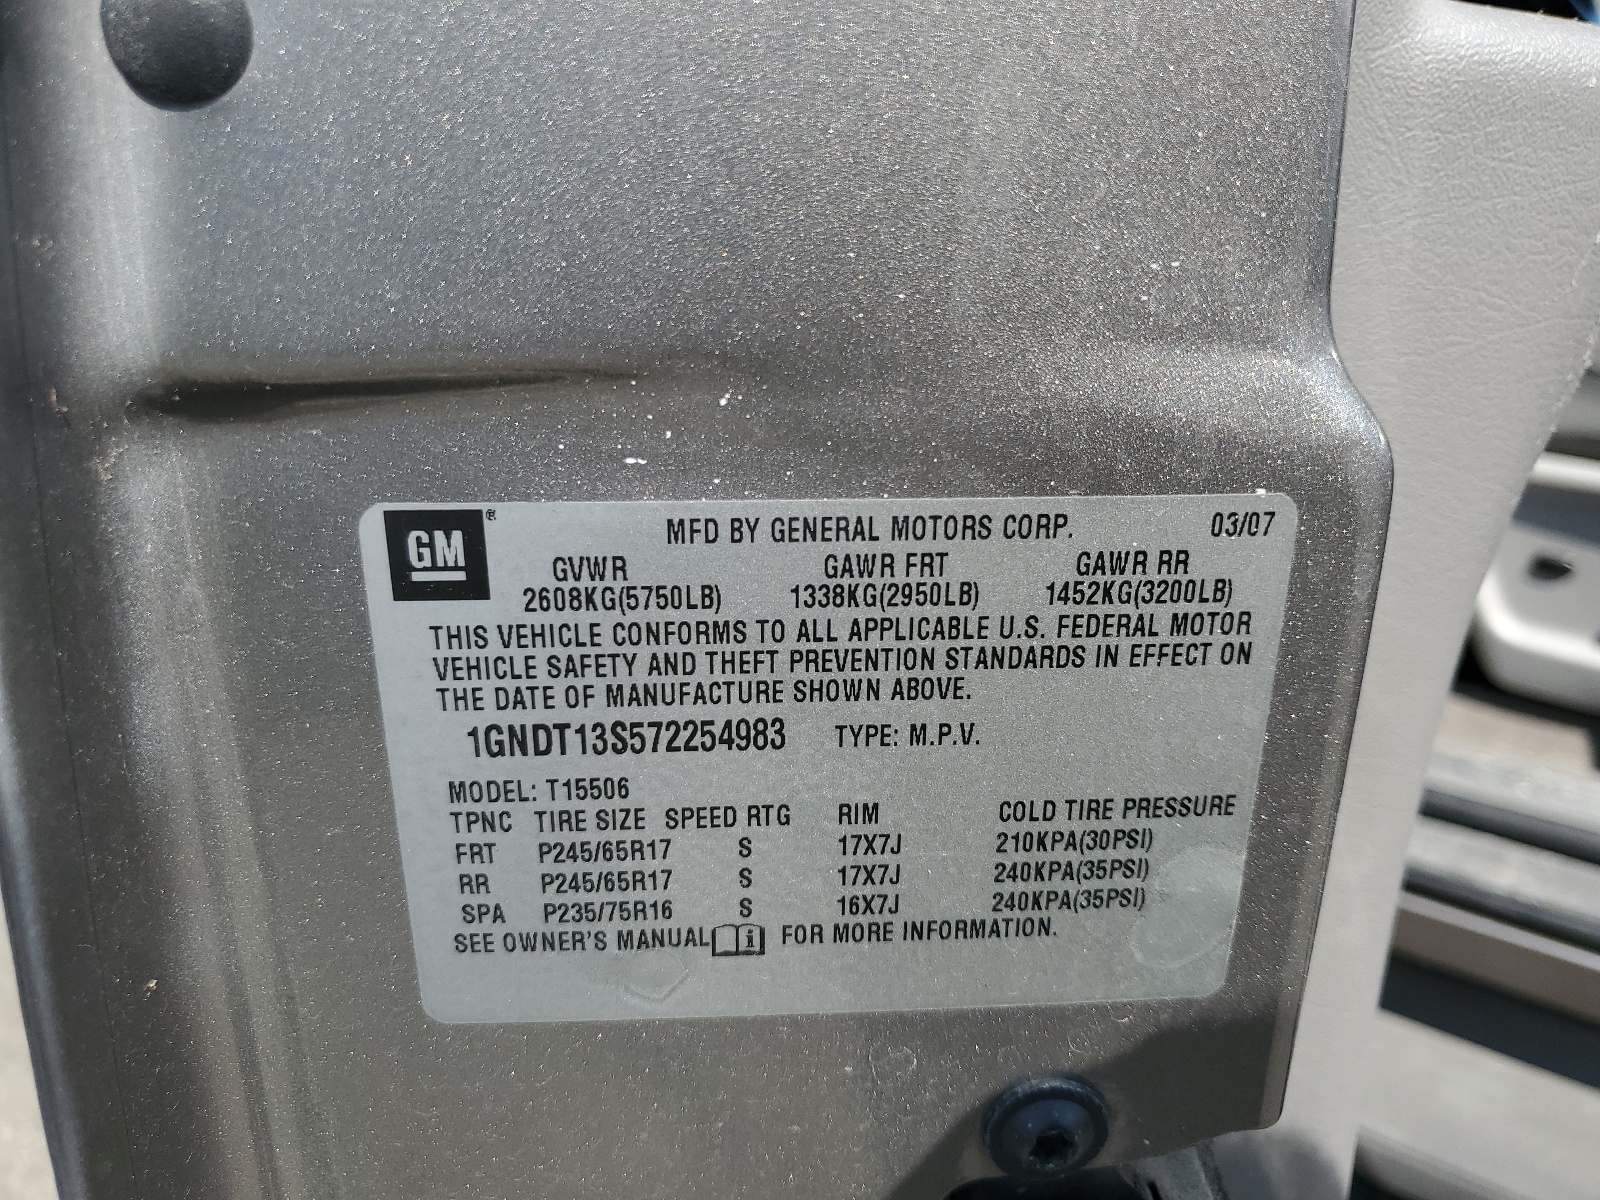 GM® MFD BY GENERAL MOTORS CORP. 03/07
GVWR GAWR FRT GAWR RR
2608KG(5750LB) 1338KG(2950LB) 1452KG(3200LB)
THIS VEHICLE CONFORMS TO ALL APPLICABLE U.S. FEDERAL MOTOR
VEHICLE SAFETY AND THEFT PREVENTION STANDARDS IN EFFECT ON
THE DATE OF MANUFACTURE SHOWN ABOVE.
1GNDT13S572254983 TYPE: M.P.V.
MODEL: T15506
TPNC TIRE SIZE SPEED RTG RIM COLD TIRE PRESSURE
FRT P245/65R17 S 17X7J 210KPA(30PSI)
RR P245/65R17 S 17X7J 240KPA(35PSI)
SPA P235/75R16 S 16X7J 240KPA(35PSI)
SEE OWNER'S MANUAL i FOR MORE INFORMATION.